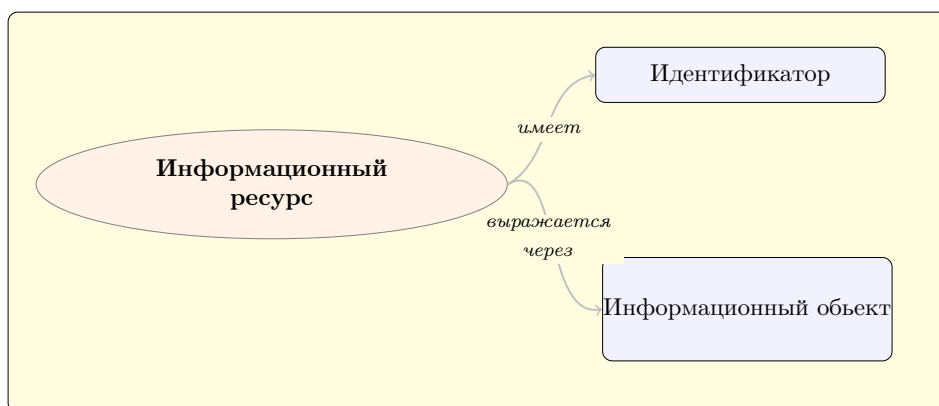 Идентификатор
имеет
Информационный
ресурс
выражается
через
Информационный обьект